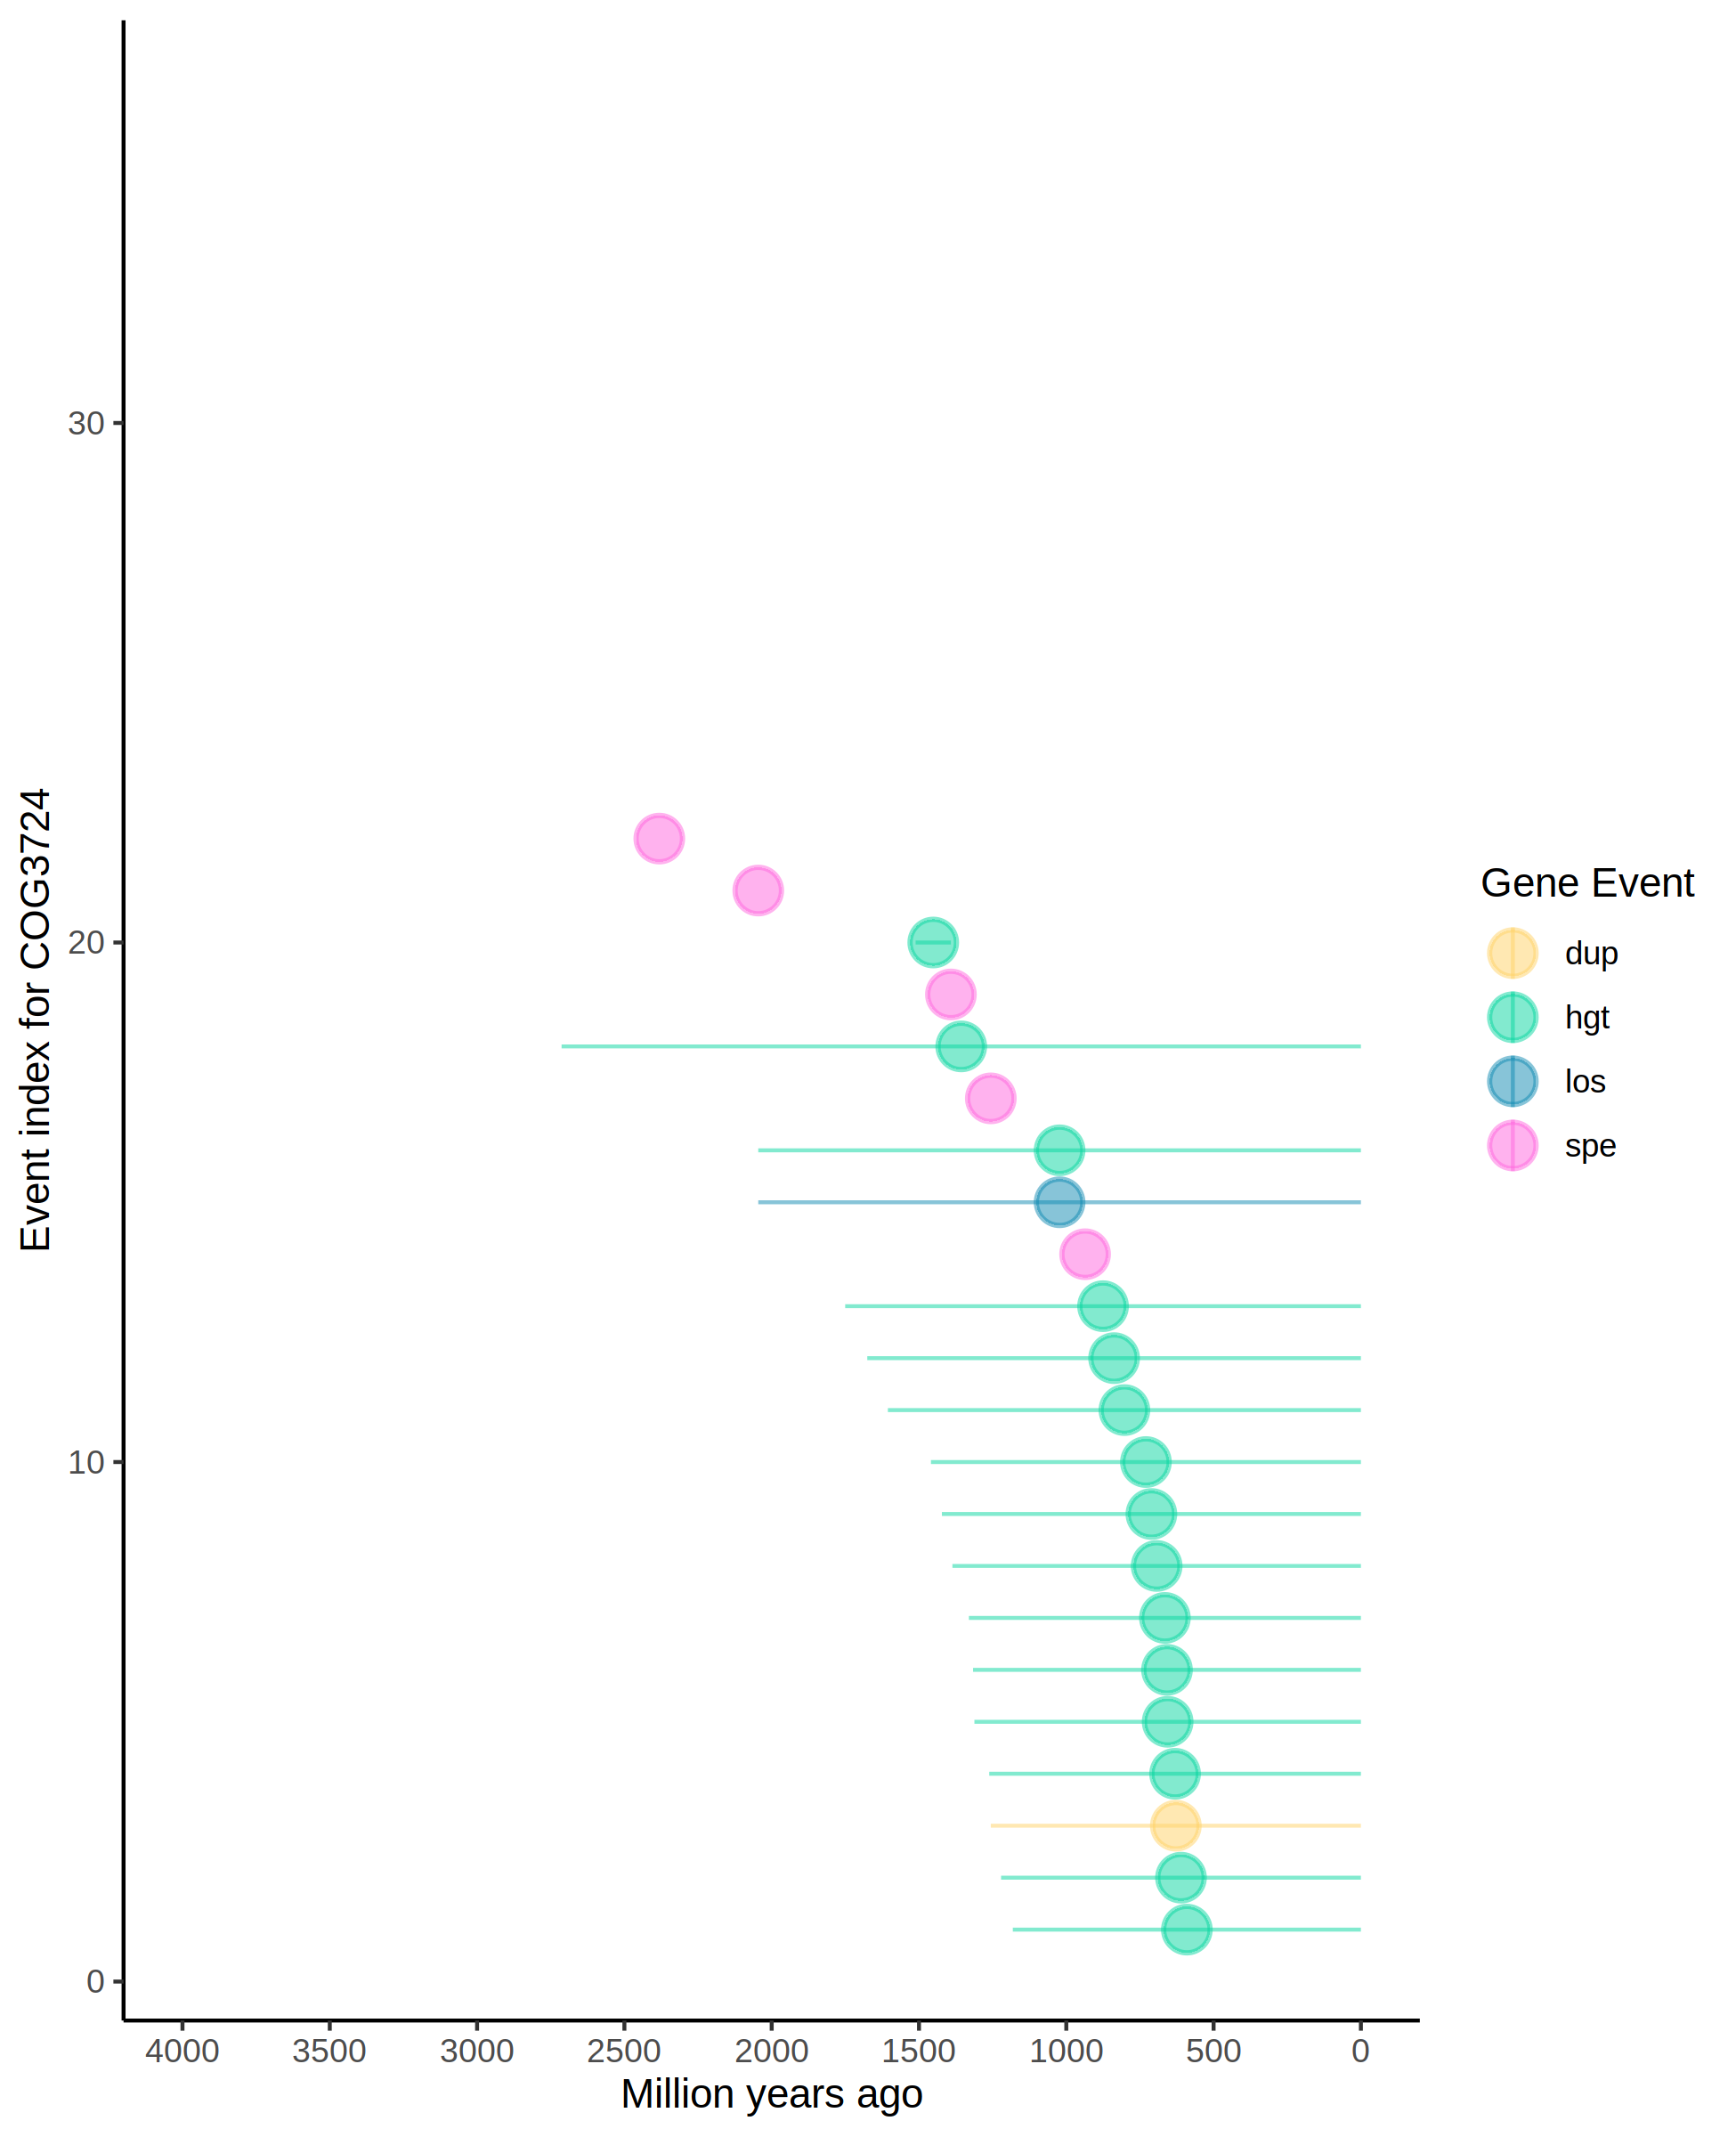 Event index for COG3724
30
20
10
0
4000 3500 3000 2500 2000 1500 1000 500 0
Million years ago
Gene Event
dup
hgt
los
spe